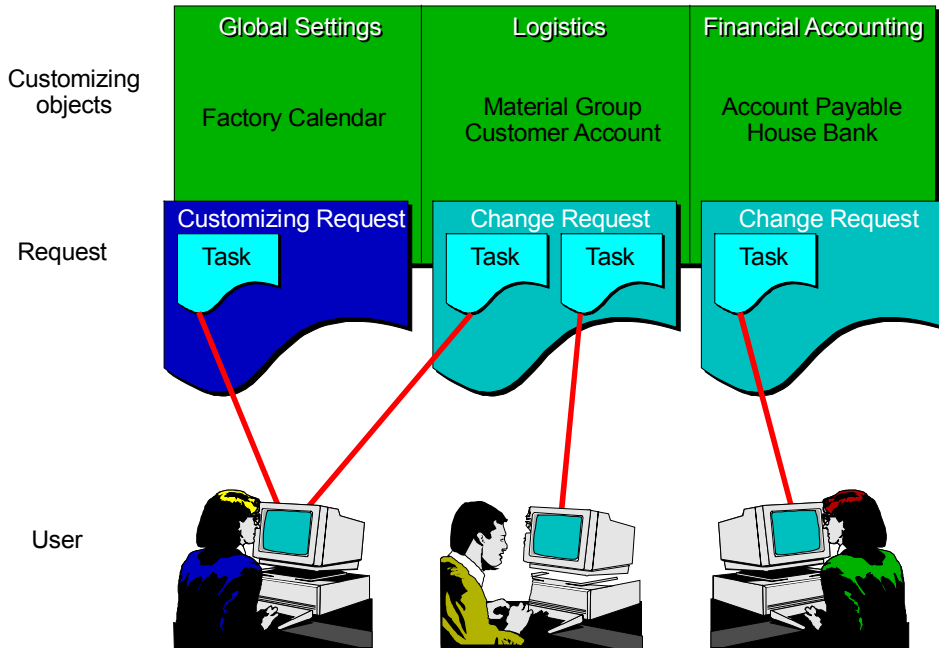 Global Settings
Logistics
Financial Accounting
Customizing
objects
Factory Calendar
Material Group
Customer Account
Account Payable
House Bank
Request
Customizing Request
Change Request
Change Request
Task
Task
Task
Task
User